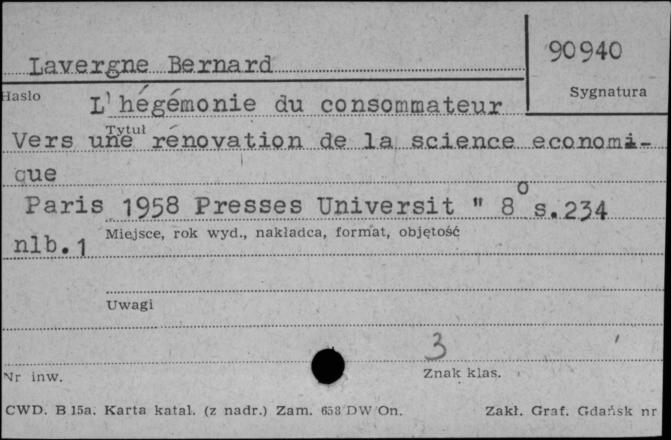 Lavergne Bernard
90940
Hasło
Sygnatura
L'hégémonie du consommateur
Tytuł
Vers une rénovation de la science economi-
que
Paris 1958 Presses Universit " 8° s.234
Miejsce, rok wyd., nakładca, format, objętość
nlb.1
Uwagi
3
Nr inw.
Znak klas.
CWD. B 15a. Karta katal. (z nadr.) Zam. 658 DW On.
Zakł. Graf. Gdańsk nr